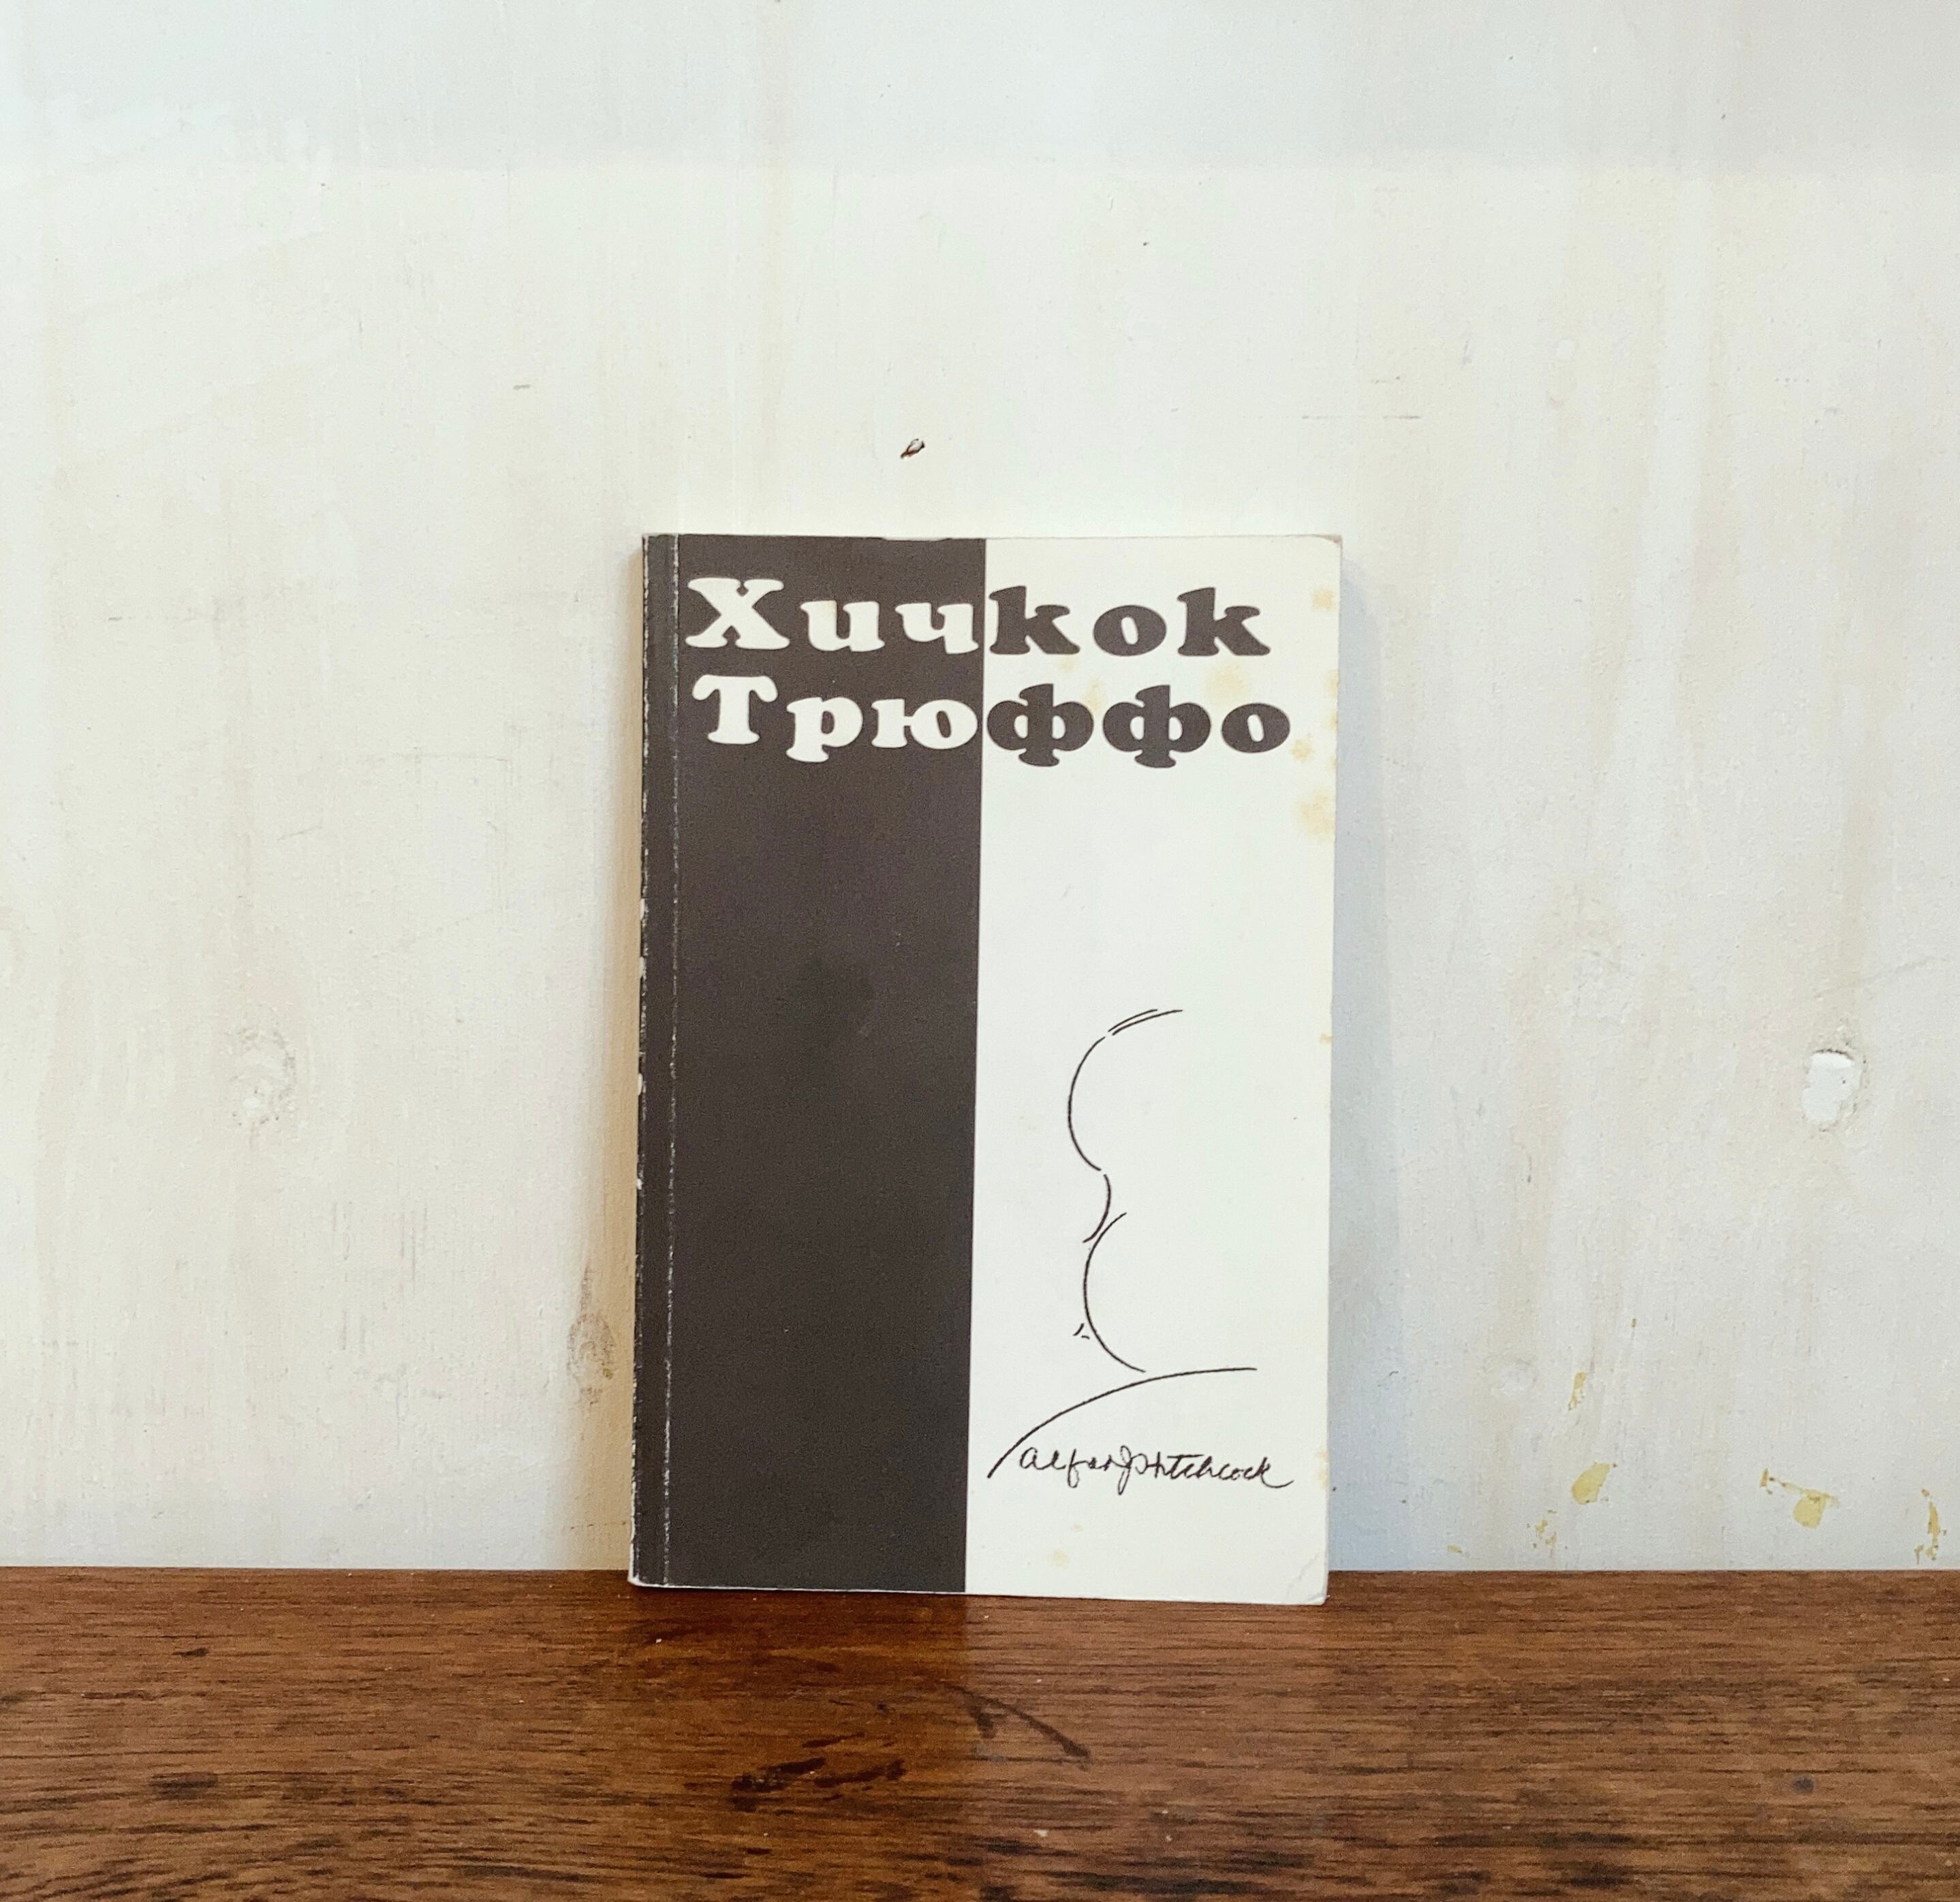 Хичкок
Трюффо
Alfred J Hitchcock